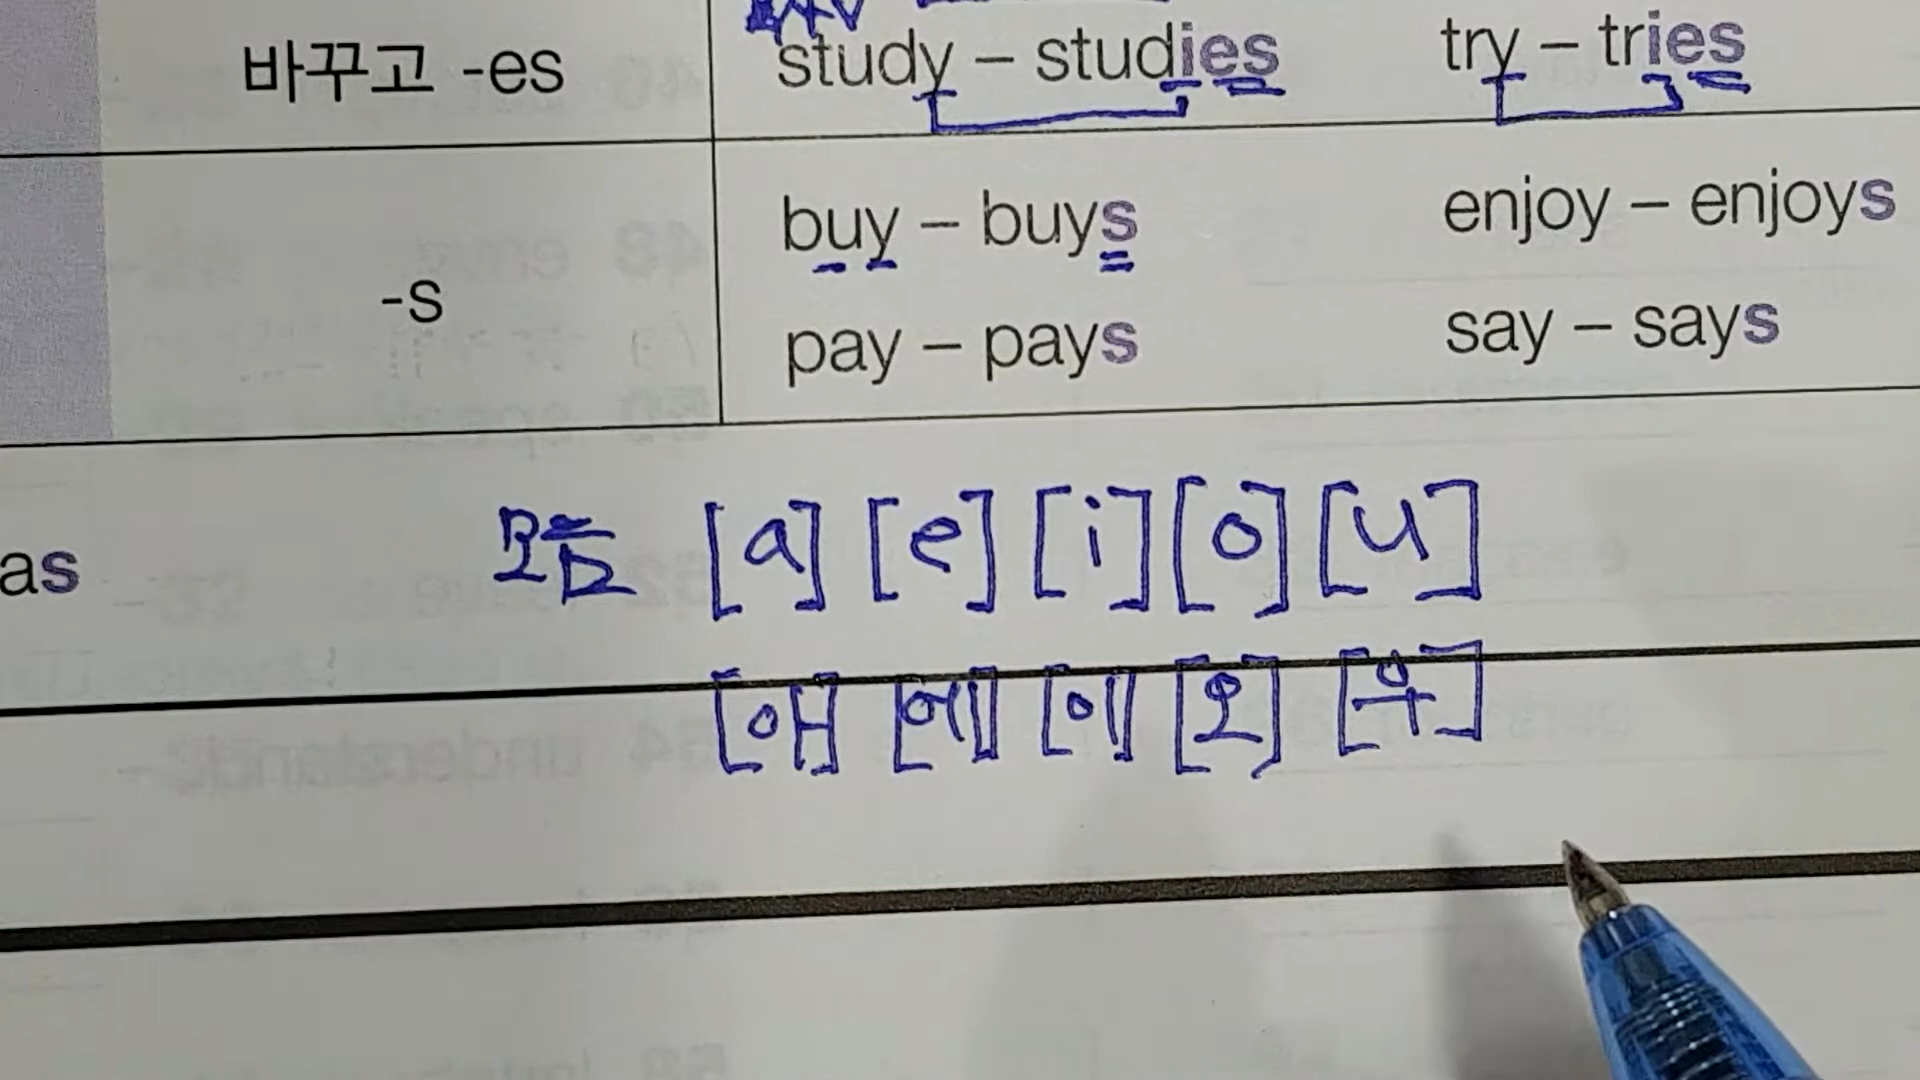 바꾸고 -es
study – studies try – tries
-s
buy – buys enjoy – enjoys
pay – pays say – says
as
모음 [a] [e] [i] [o] [u]
[애] [에] [이] [오] [우]